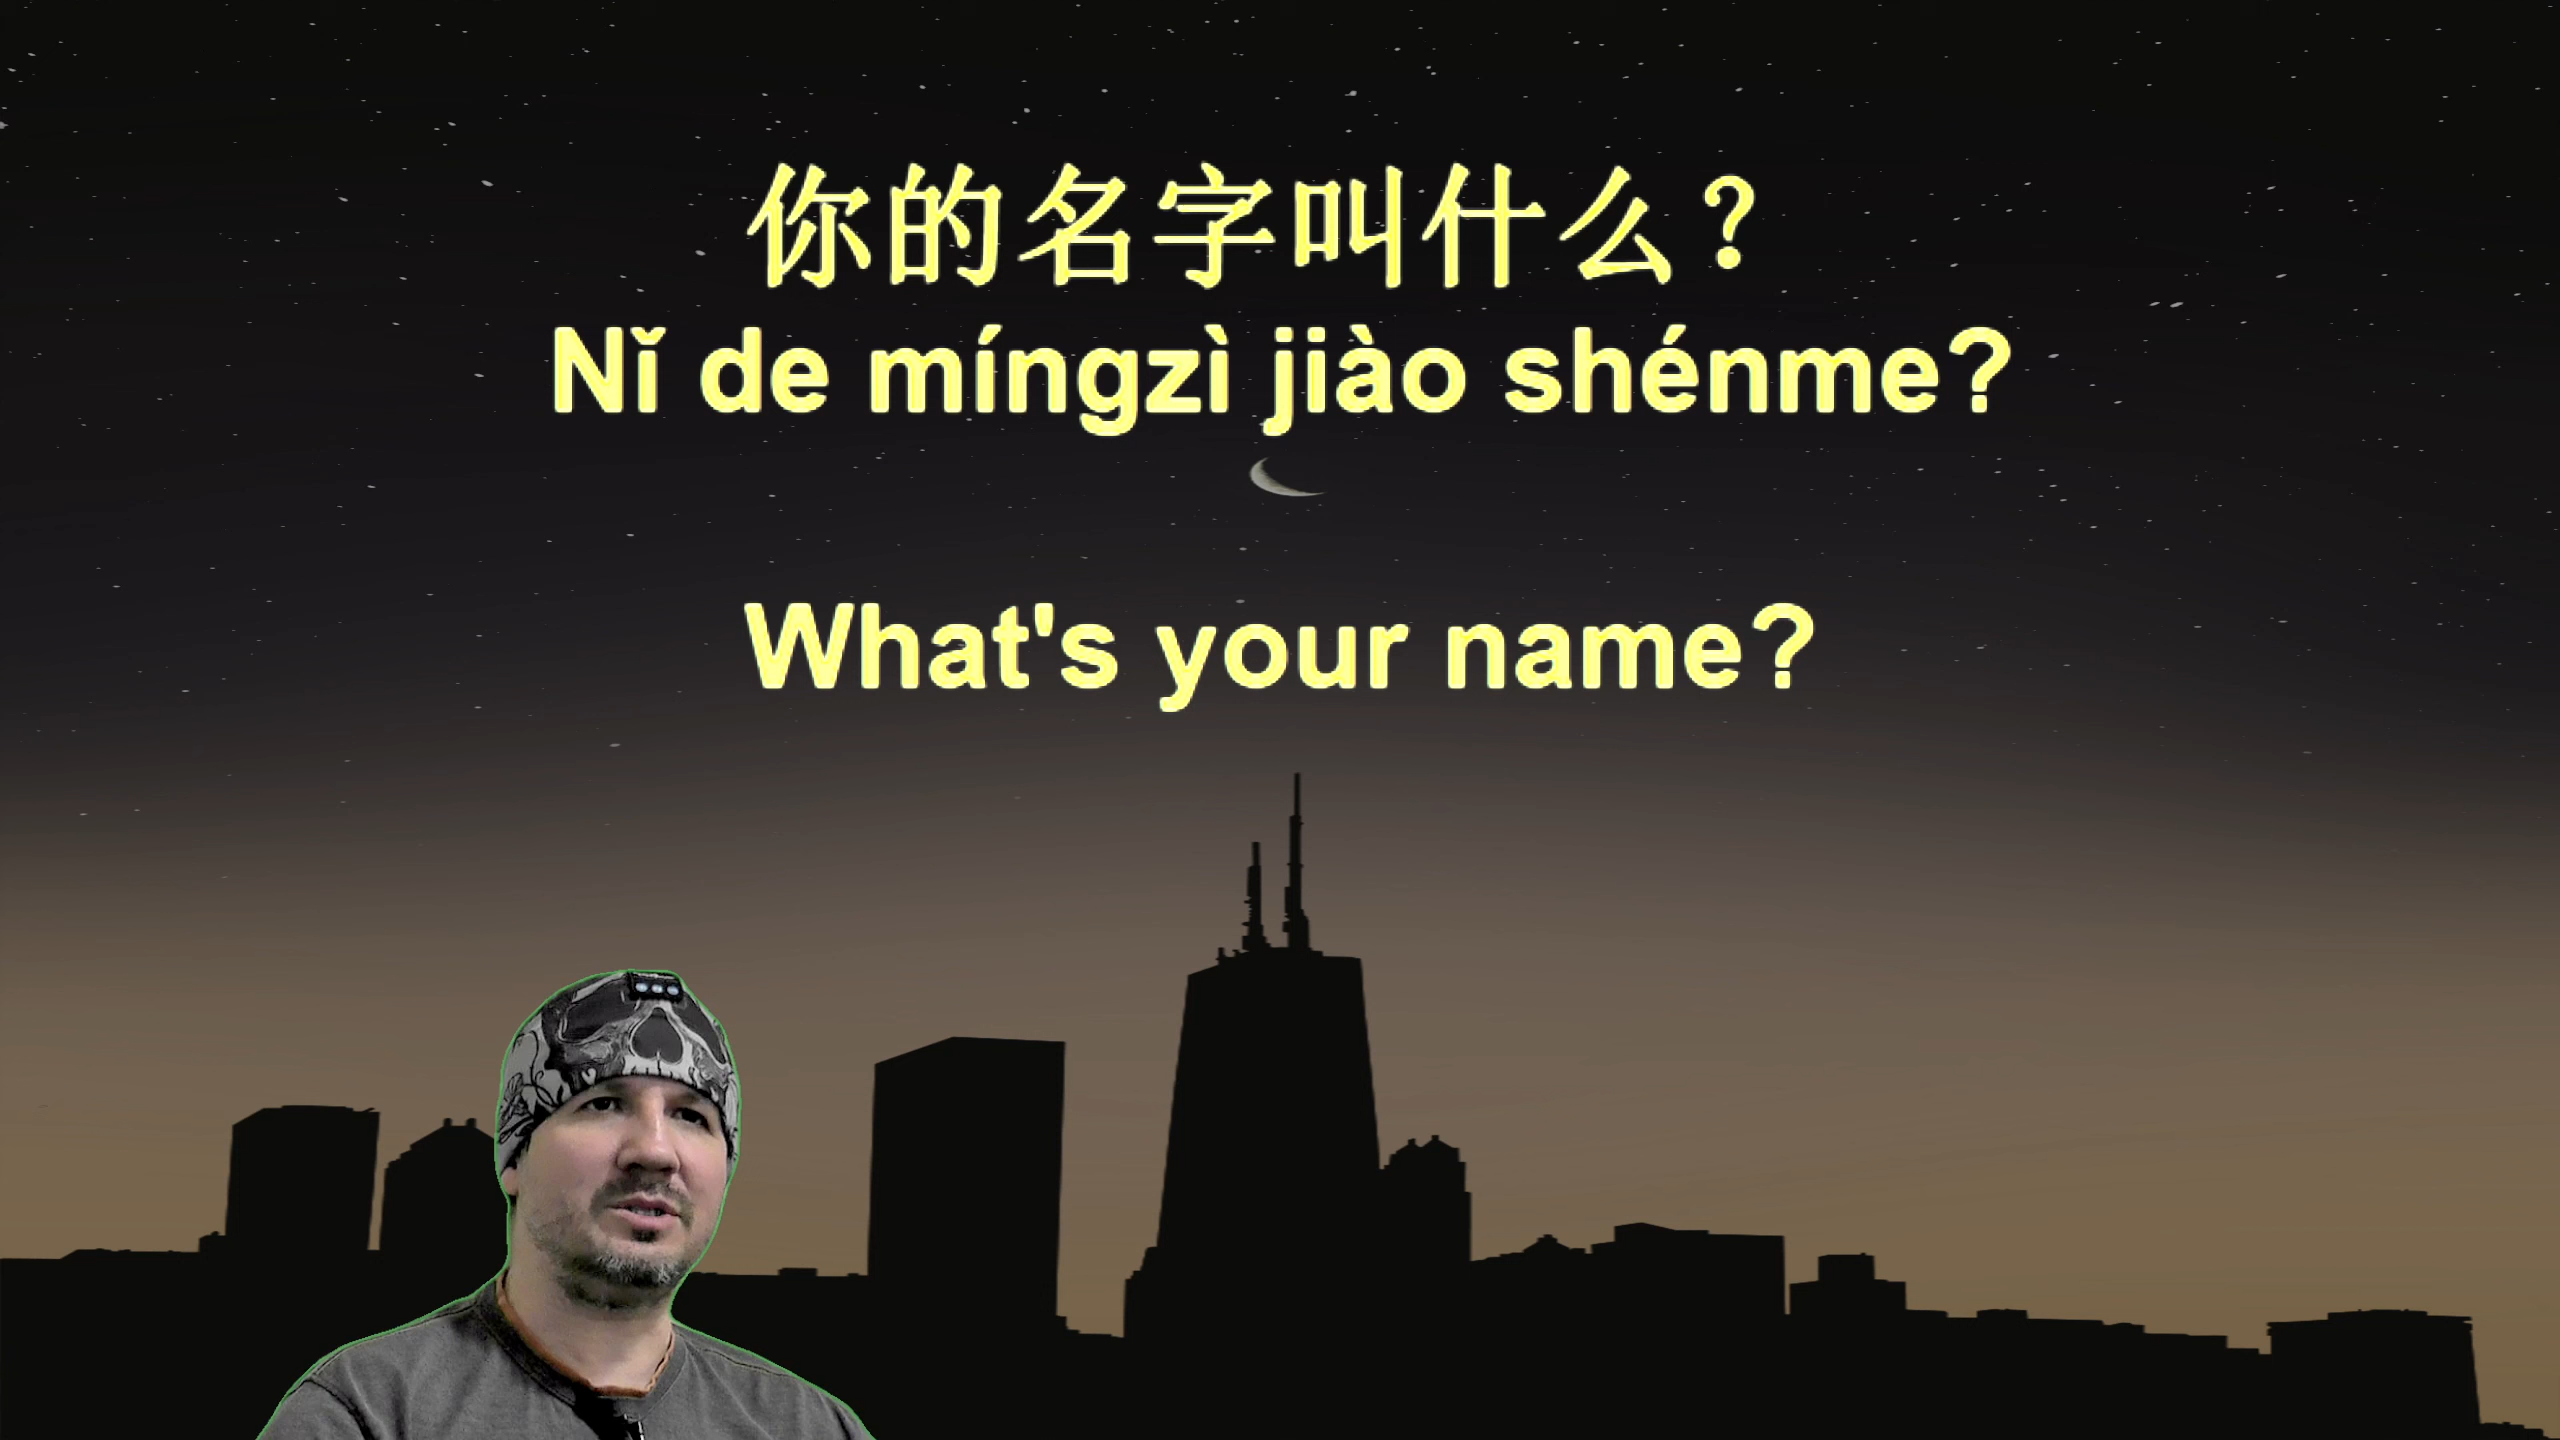 你的名字叫什么？
Nǐ de míngzì jiào shénme?
What's your name?